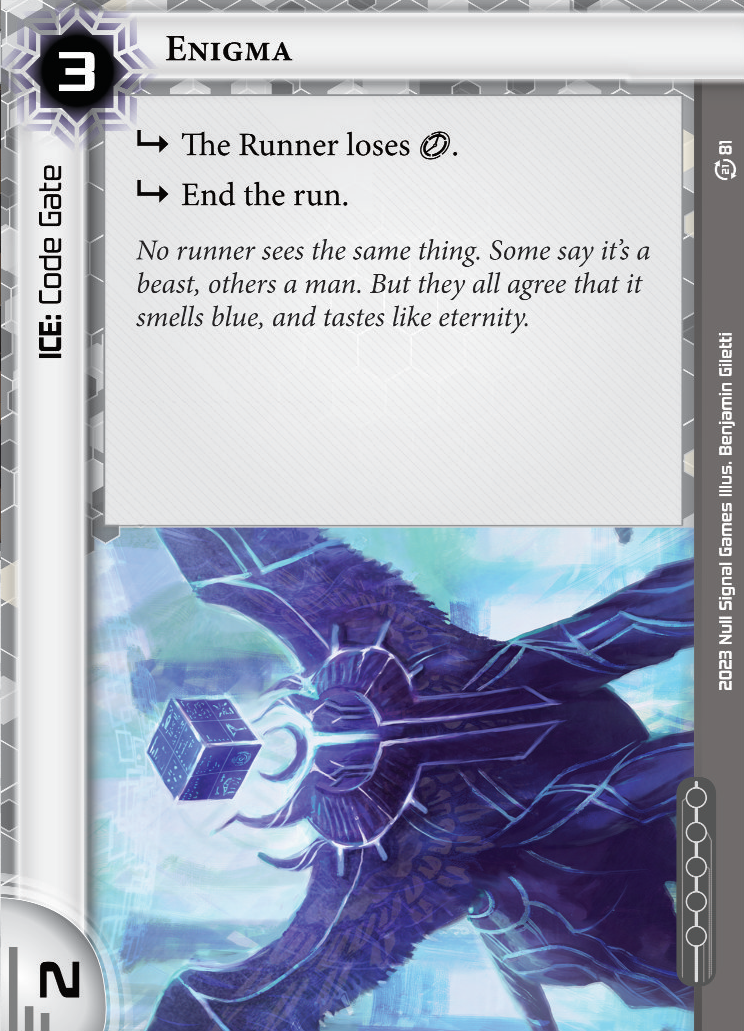 3
Enigma
↳ The Runner loses .
↳ End the run.
No runner sees the same thing. Some say it's a
beast, others a man. But they all agree that it
smells blue, and tastes like eternity.
ICE: Code Gate
2
21 81
2023 Null Signal Games Illus. Benjamin Giletti